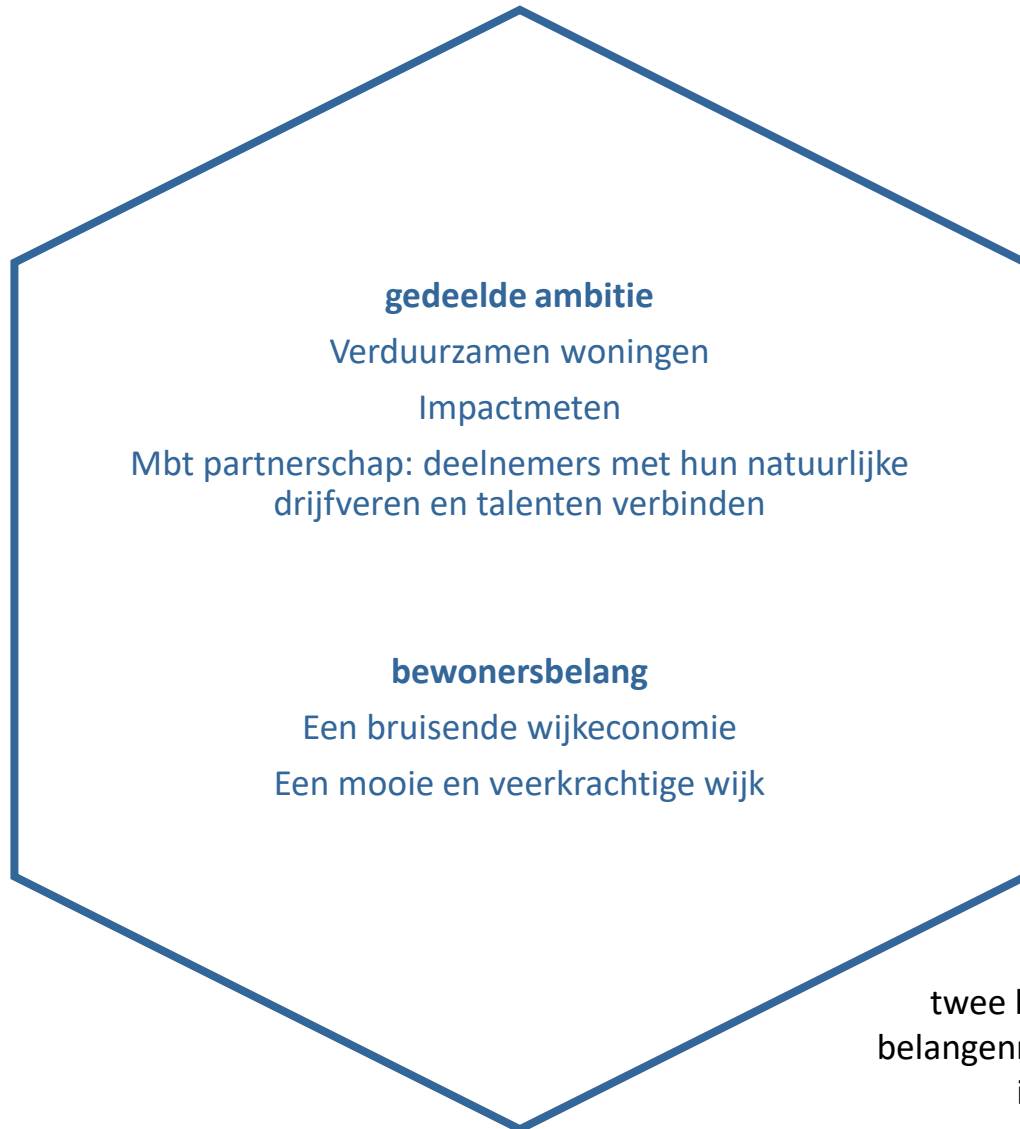 gedeelde ambitie
Verduurzamen woningen
Impactmeten
Mbt partnerschap: deelnemers met hun natuurlijke
drijfveren en talenten verbinden
bewonersbelang
Een bruisende wijkeconomie
Een mooie en veerkrachtige wijk
twee